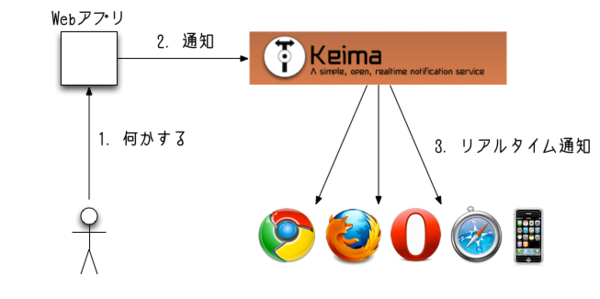 Webアプリ
2. 通知
Keima
A simple, open, realtime notification service
1. 何かする
3. リアルタイム通知